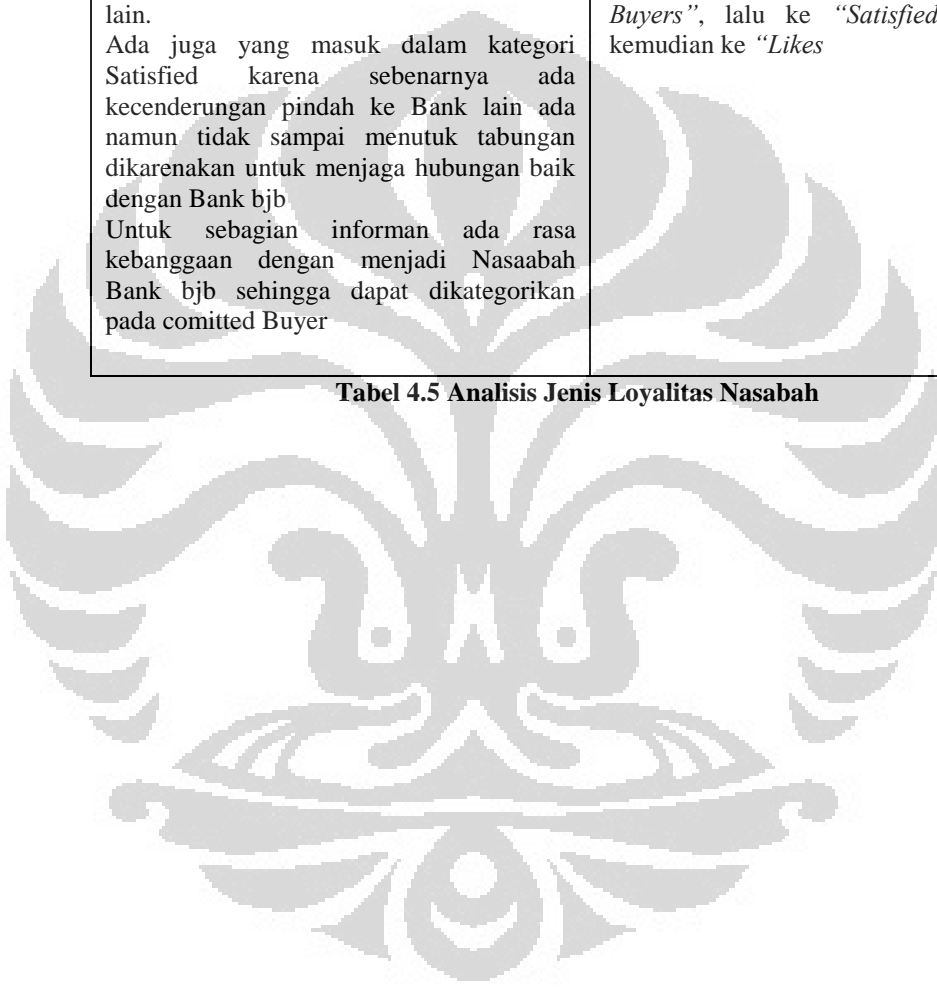 lain.
Ada juga yang masuk dalam kategori
Satisfied karena sebenarnya ada
kecenderungan pindah ke Bank lain ada
namun tidak sampai menutuk tabungan
dikarenakan untuk menjaga hubungan baik
dengan Bank bjb
Untuk sebagian informan ada rasa
kebanggaan dengan menjadi Nasaabah
Bank bjb sehingga dapat dikategorikan
pada comitted Buyer
Buyers”, lalu ke “Satisfied
kemudian ke “Likes
Tabel 4.5 Analisis Jenis Loyalitas Nasabah